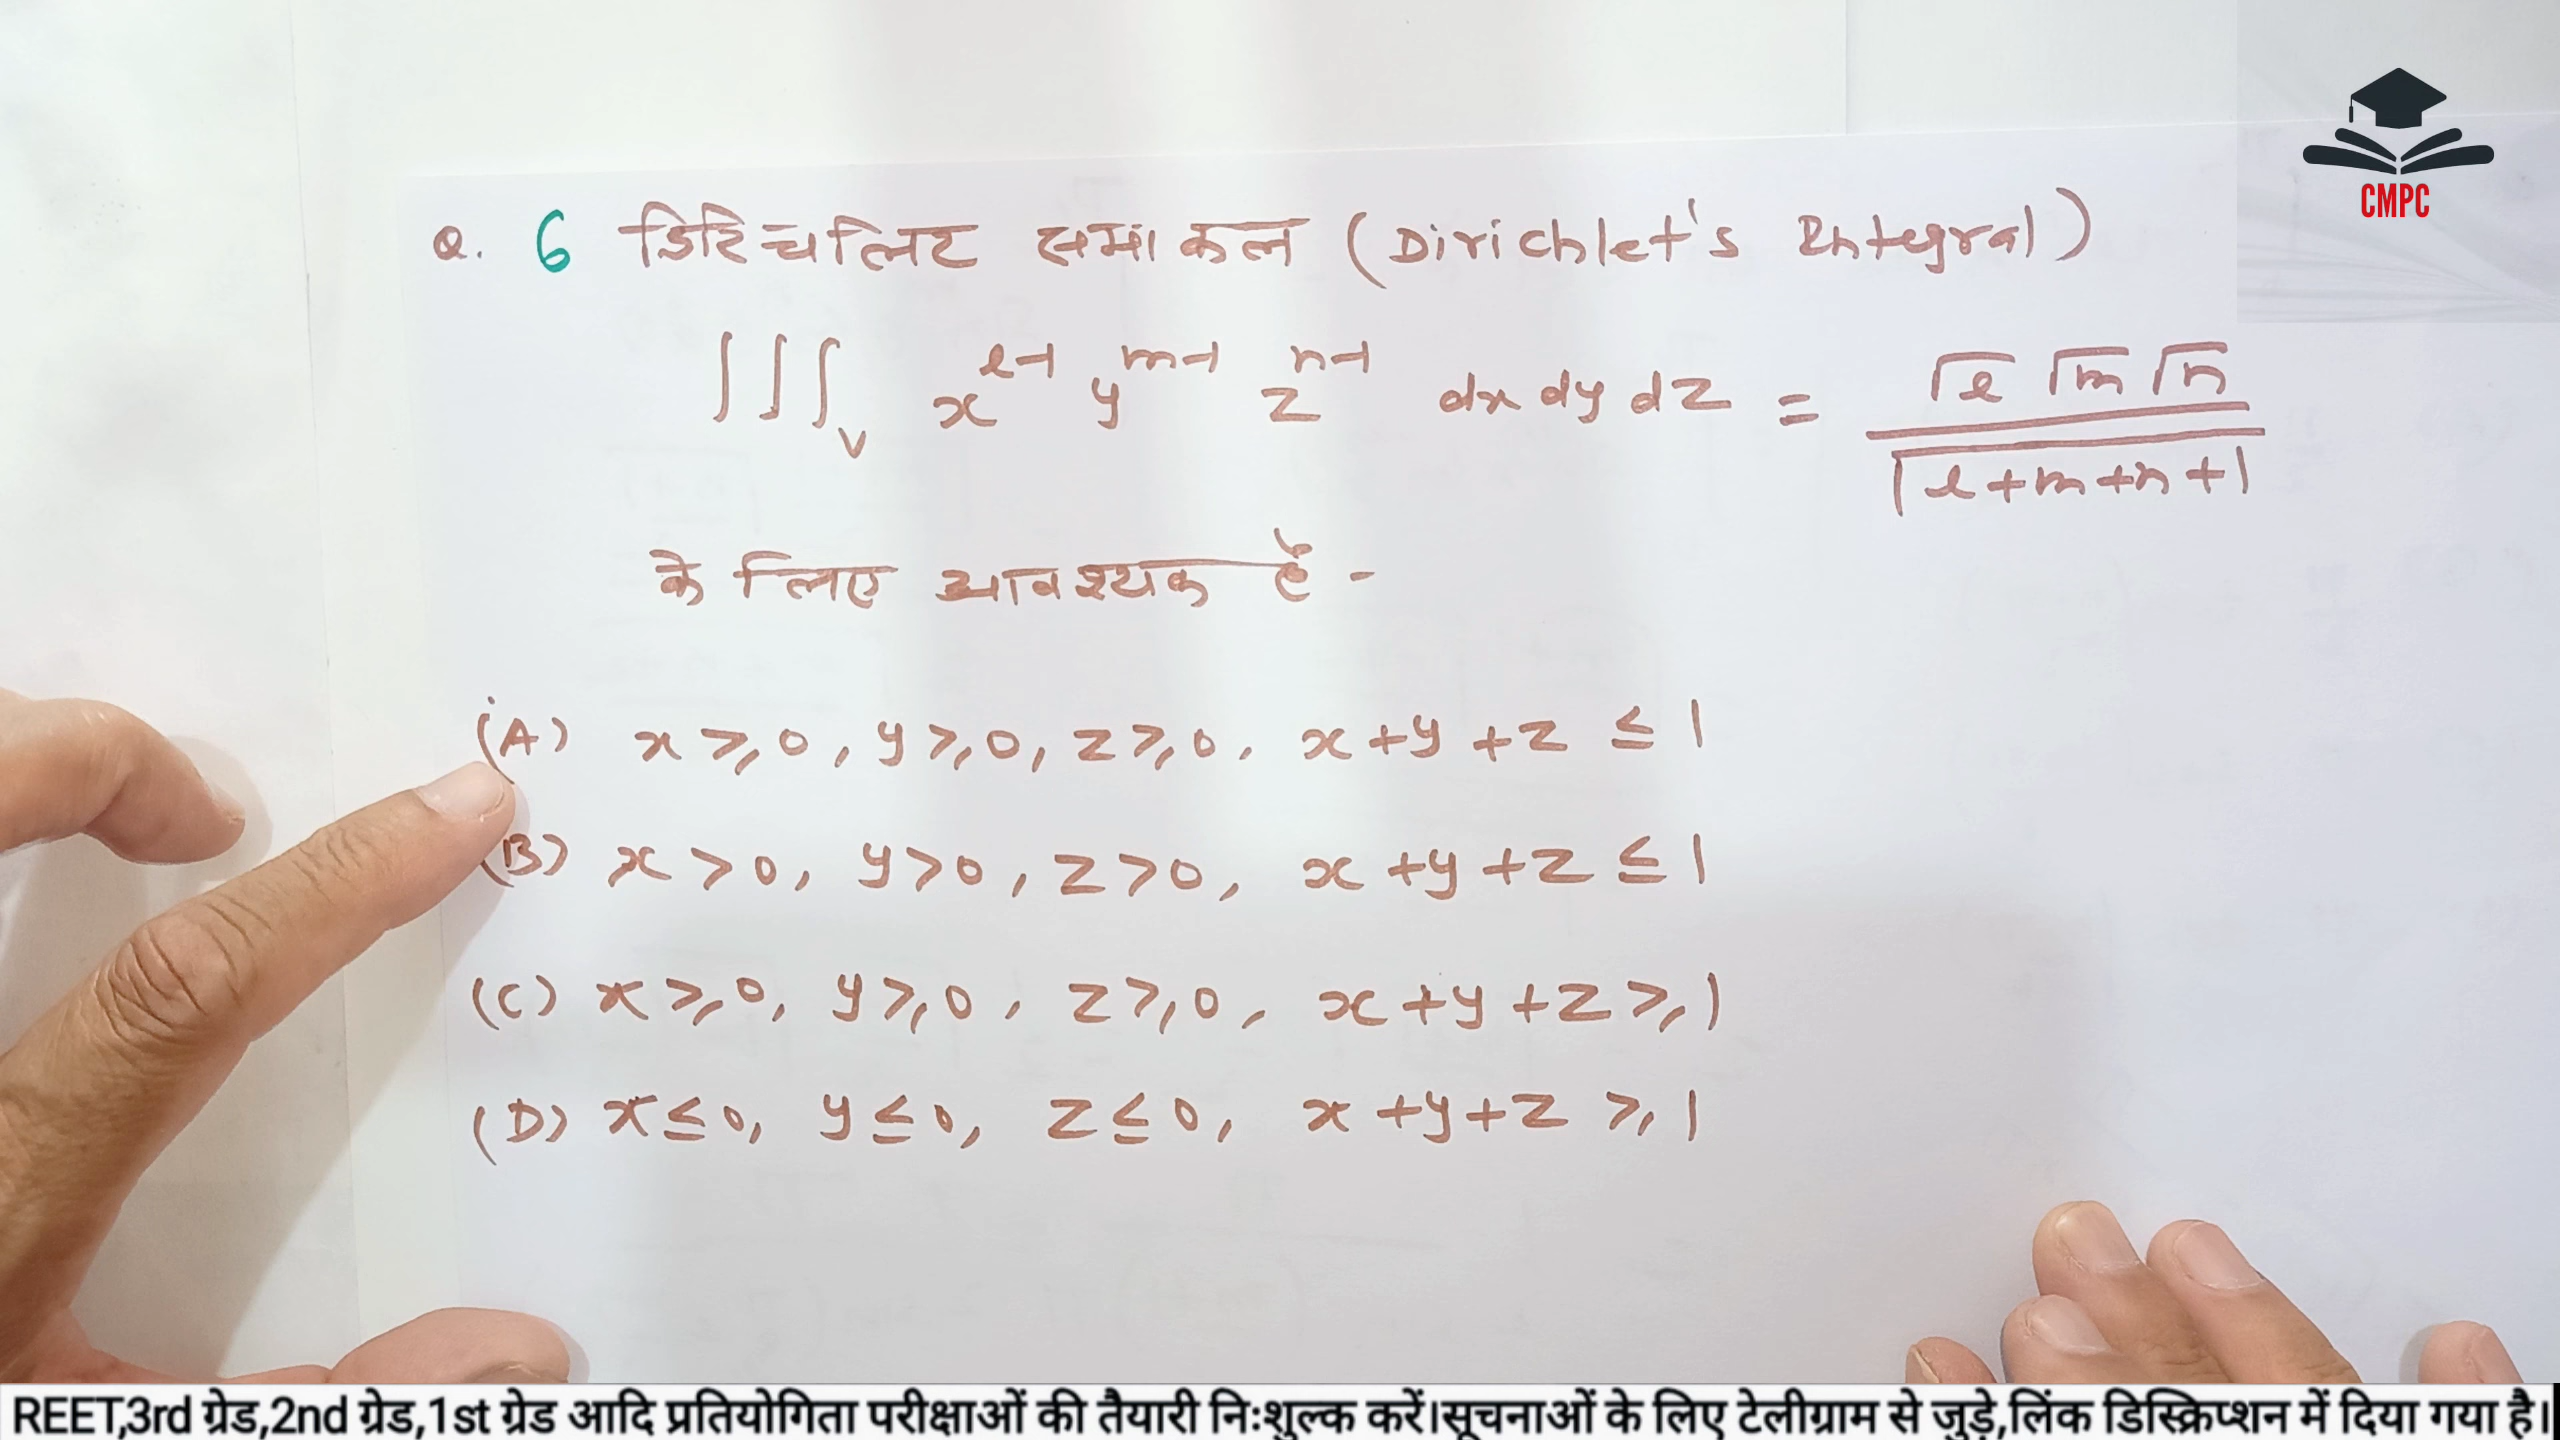 CMPC
Q. 6 डिरिचलिट समाकल (Dirichlet's Integral)
∫∫∫_V x^{l-1} y^{m-1} z^{n-1} dx dy dz = Γl Γm Γn / Γl+m+n+1
के लिए आवश्यक है -
(A) x ≥ 0, y ≥ 0, z ≥ 0, x+y+z ≤ 1
(B) x > 0, y > 0, z > 0, x+y+z ≤ 1
(C) x ≥ 0, y ≥ 0, z ≥ 0, x+y+z ≥ 1
(D) x ≤ 0, y ≤ 0, z ≤ 0, x+y+z ≥ 1
REET,3rd ग्रेड,2nd ग्रेड,1st ग्रेड आदि प्रतियोगिता परीक्षाओं की तैयारी निःशुल्क करें।सूचनाओं के लिए टेलीग्राम से जुड़े,लिंक डिस्क्रिप्शन में दिया गया है।